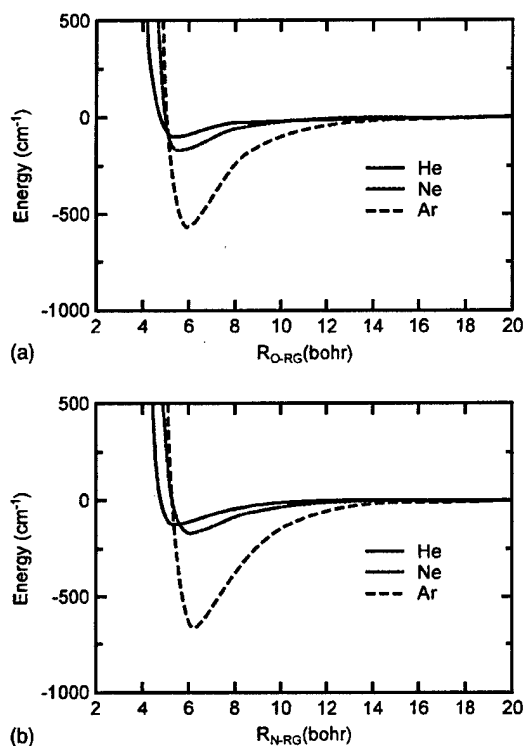 500
0
-500
-1000
Energy (cm⁻¹)
He
Ne
Ar
2 4 6 8 10 12 14 16 18 20
(a)
R_O-RG(bohr)
500
0
-500
-1000
Energy (cm⁻¹)
He
Ne
Ar
2 4 6 8 10 12 14 16 18 20
(b)
R_N-RG(bohr)